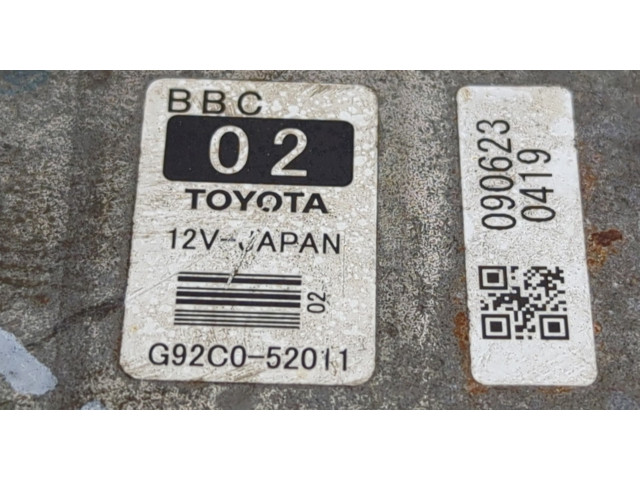 BBC
02
TOYOTA
12V-JAPAN
02
G92C0-52011
090623
0419